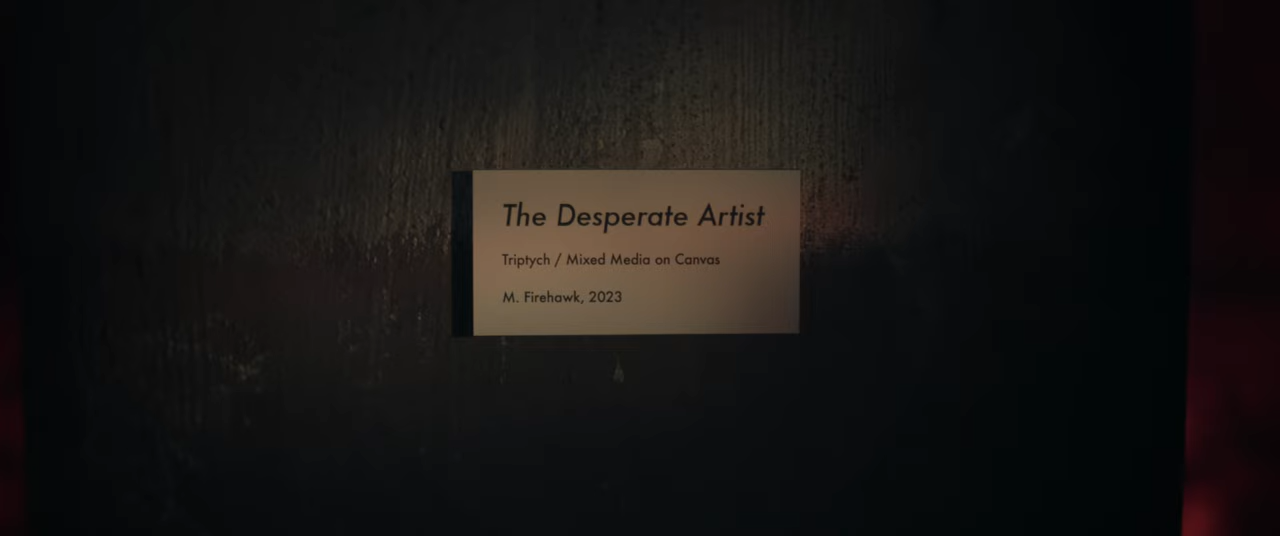 The Desperate Artist
Triptych / Mixed Media on Canvas
M. Firehawk, 2023